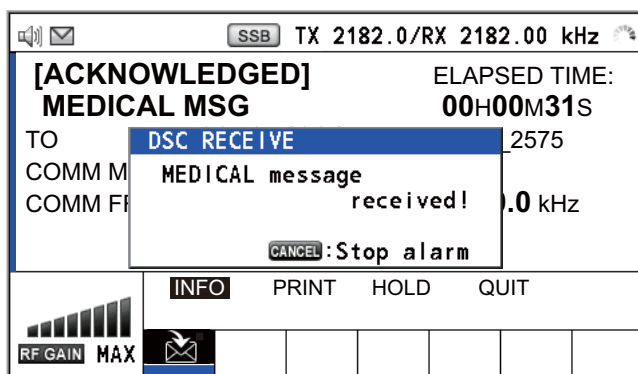 SSB TX 2182.0/RX 2182.00 kHz
[ACKNOWLEDGED] ELAPSED TIME:
MEDICAL MSG 00H00M31S
TO _2575
DSC RECEIVE
COMM M
MEDICAL message
received!
COMM .0 kHz
CANCEL:Stop alarm
INFO PRINT HOLD QUIT
RF GAIN MAX